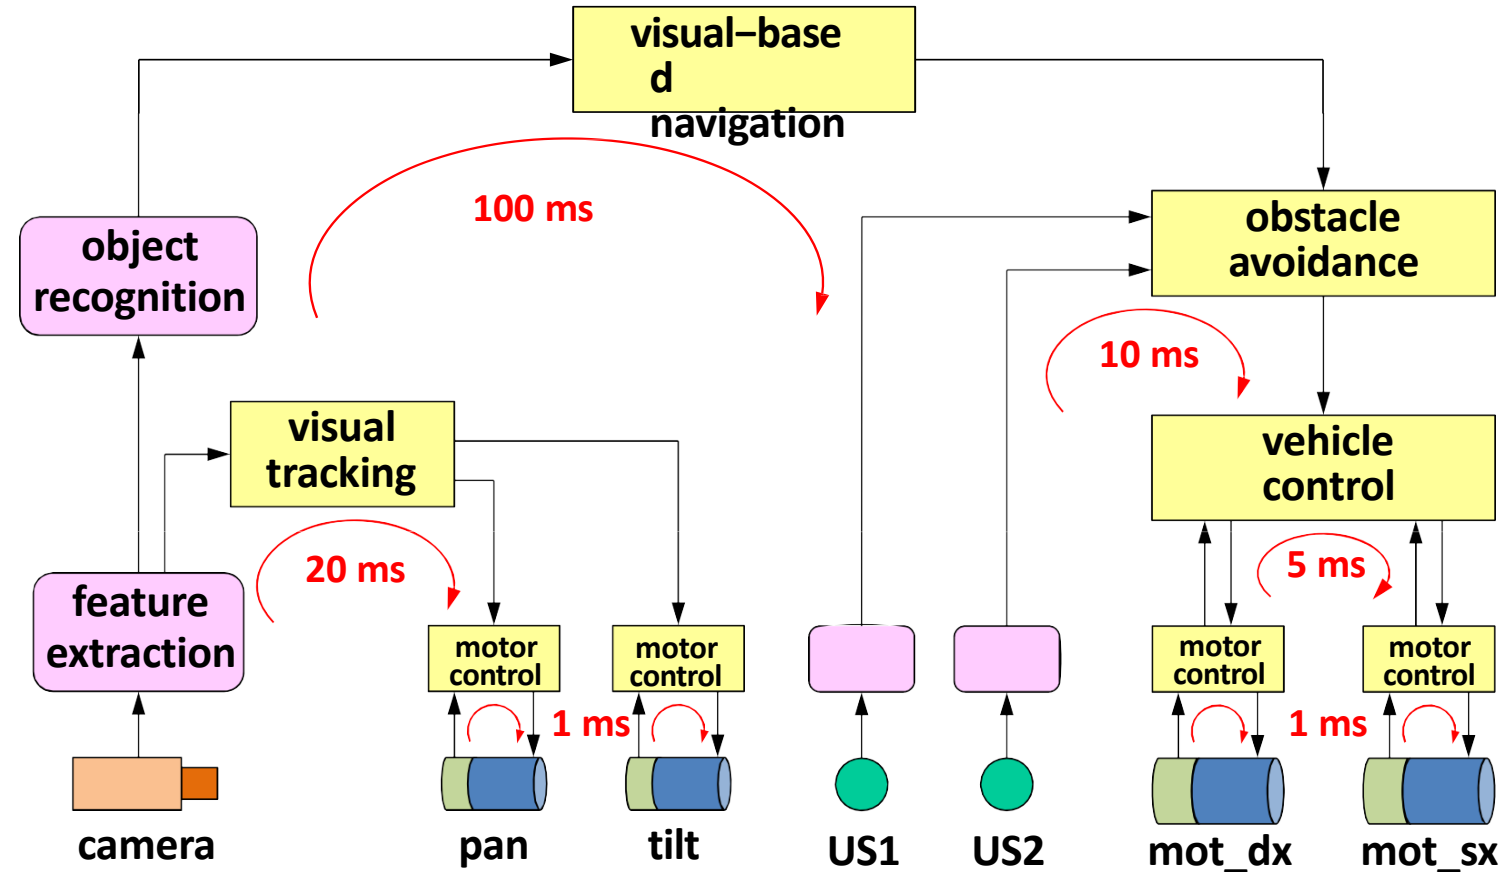 visual−base
d
navigation
100 ms
object
recognition
obstacle
avoidance
10 ms
visual
tracking
vehicle
control
20 ms
5 ms
feature
extraction
motor
control
motor
control
motor
control
motor
control
1 ms
1 ms
camera
pan
tilt
US1
US2
mot_dx
mot_sx